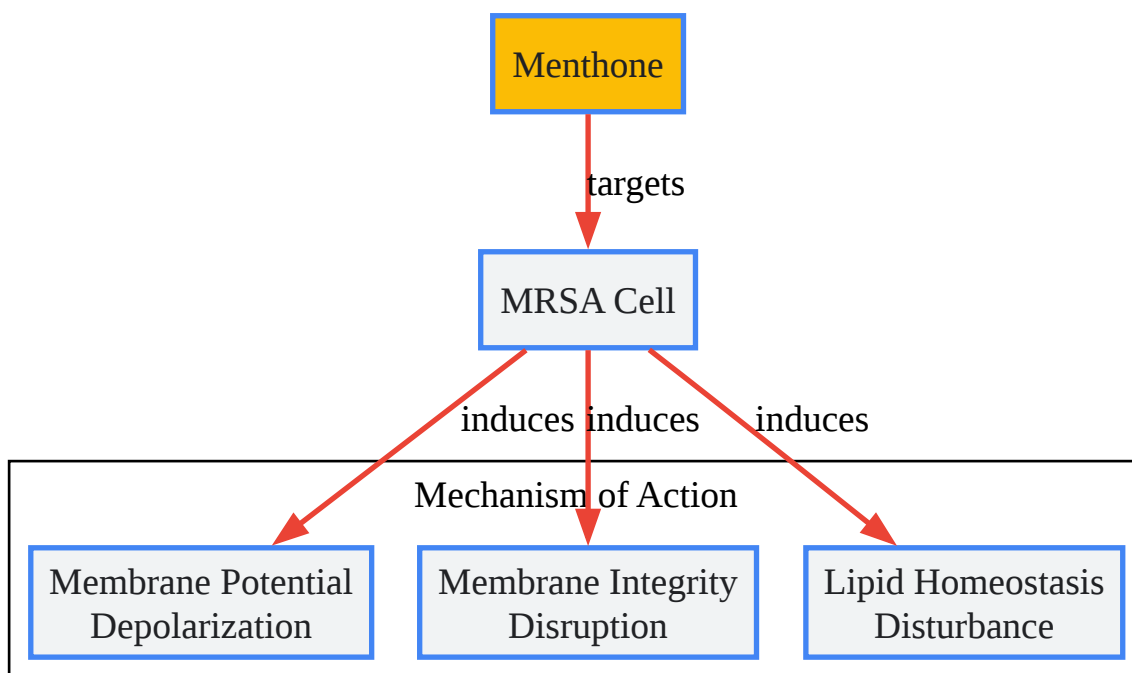 Menthone
targets
MRSA Cell
induces
induces
induces
Mechanism of Action
Membrane Potential
Depolarization
Membrane Integrity
Disruption
Lipid Homeostasis
Disturbance